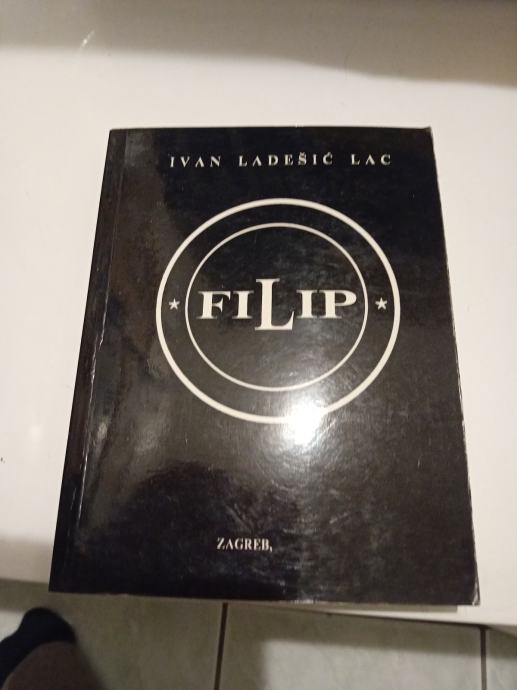 IVAN LADEŠIĆ LAC
★ FILIP ★
ZAGREB,